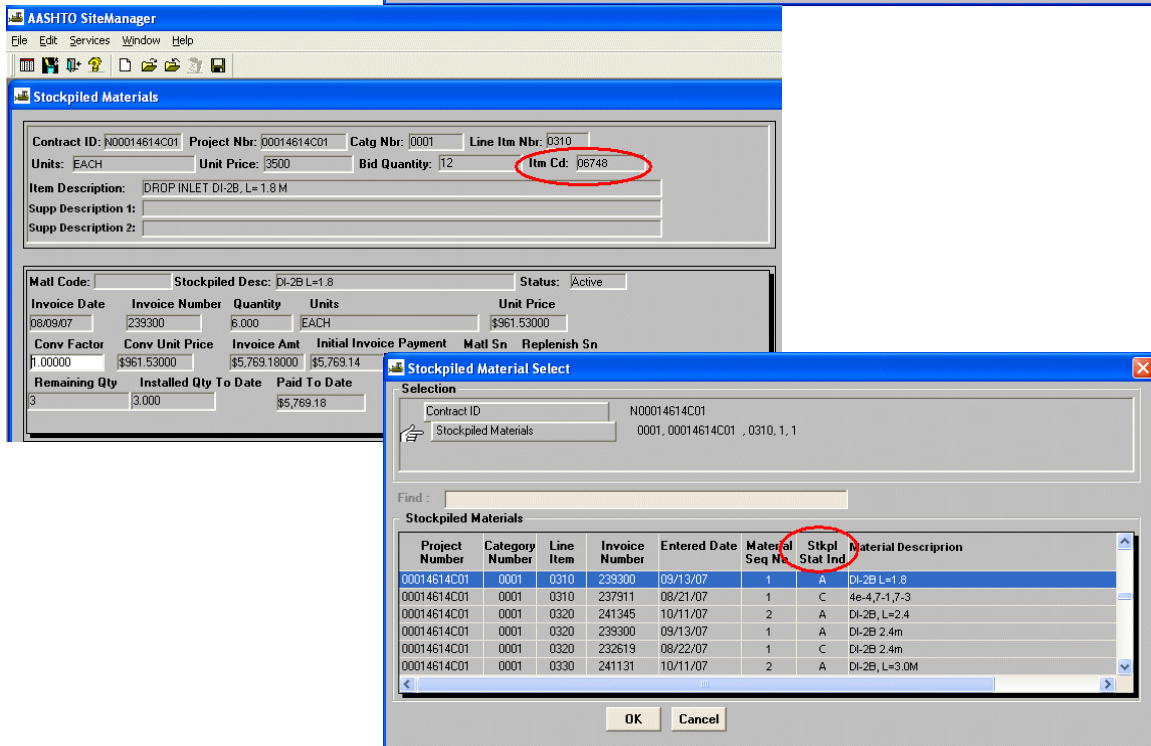 AASHTO SiteManager
File Edit Services Window Help
Stockpiled Materials
Contract ID: N00014614C01 Project Nbr: 00014614C01 Catg Nbr: 0001 Line Itm Nbr: 0310
Units: EACH Unit Price: 3500 Bid Quantity: 12 Itm Cd: 06748
Item Description: DROP INLET DI-2B, L= 1.8 M
Supp Description 1:
Supp Description 2:
Matl Code: Stockpiled Desc: DI-2B L=1.8 Status: Active
Invoice Date Invoice Number Quantity Units Unit Price
08/09/07 239300 6.000 EACH $961.53000
Conv Factor Conv Unit Price Invoice Amt Initial Invoice Payment Matl Sn Replenish Sn
1.00000 $961.53000 $5,769.18000 $5,769.14
Remaining Qty Installed Qty To Date Paid To Date
3 3.000 $5,769.18
Stockpiled Material Select
Selection
Contract ID N00014614C01
Stockpiled Materials 0001, 00014614C01 , 0310, 1, 1
Find :
Stockpiled Materials
Project Number Category Number Line Item Invoice Number Entered Date Material Seq No Stkpl Stat Ind Material Descriprion
00014614C01 0001 0310 239300 09/13/07 1 A DI-2B L=1.8
00014614C01 0001 0310 237911 08/21/07 1 C 4e-4,7-1,7-3
00014614C01 0001 0320 241345 10/11/07 2 A DI-2B, L=2.4
00014614C01 0001 0320 239300 09/13/07 1 A DI-2B 2.4m
00014614C01 0001 0320 232619 08/22/07 1 C DI-2B 2.4m
00014614C01 0001 0330 241131 10/11/07 2 A DI-2B, L=3.0M
OK Cancel